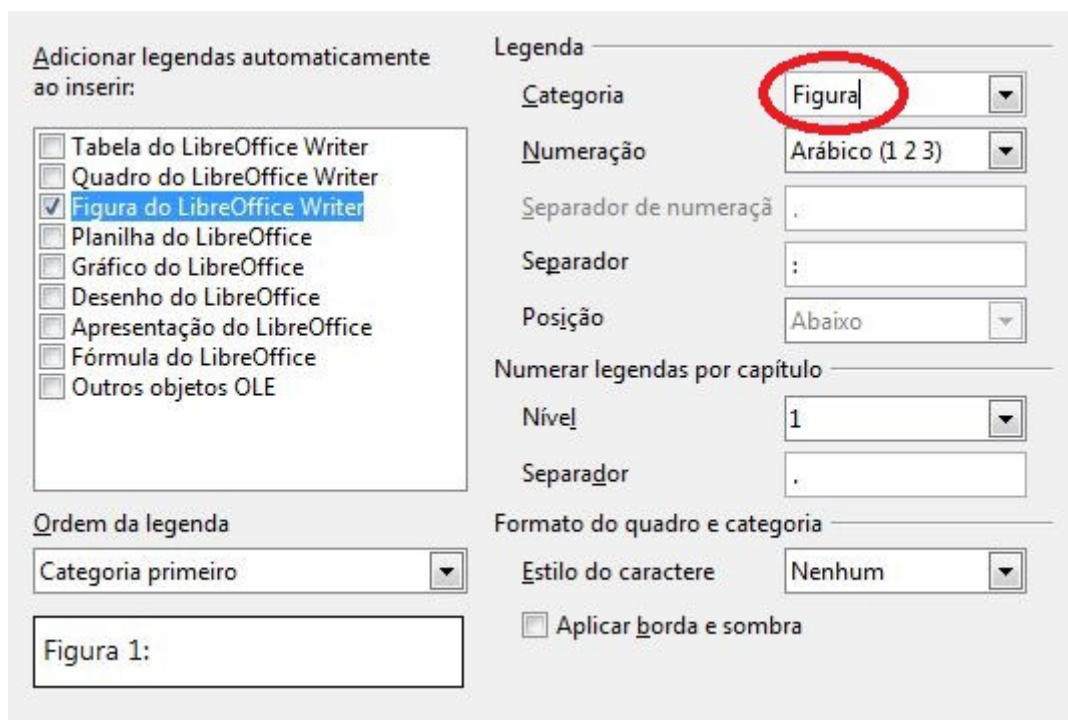 Adicionar legendas automaticamente
ao inserir:
Tabela do LibreOffice Writer
Quadro do LibreOffice Writer
Figura do LibreOffice Writer
Planilha do LibreOffice
Gráfico do LibreOffice
Desenho do LibreOffice
Apresentação do LibreOffice
Fórmula do LibreOffice
Outros objetos OLE
Ordem da legenda
Categoria primeiro
Figura 1:
Legenda
Categoria Figura
Numeração Arábico (1 2 3)
Separador de numeraçã .
Separador :
Posição Abaixo
Numerar legendas por capítulo
Nível 1
Separador .
Formato do quadro e categoria
Estilo do caractere Nenhum
Aplicar borda e sombra